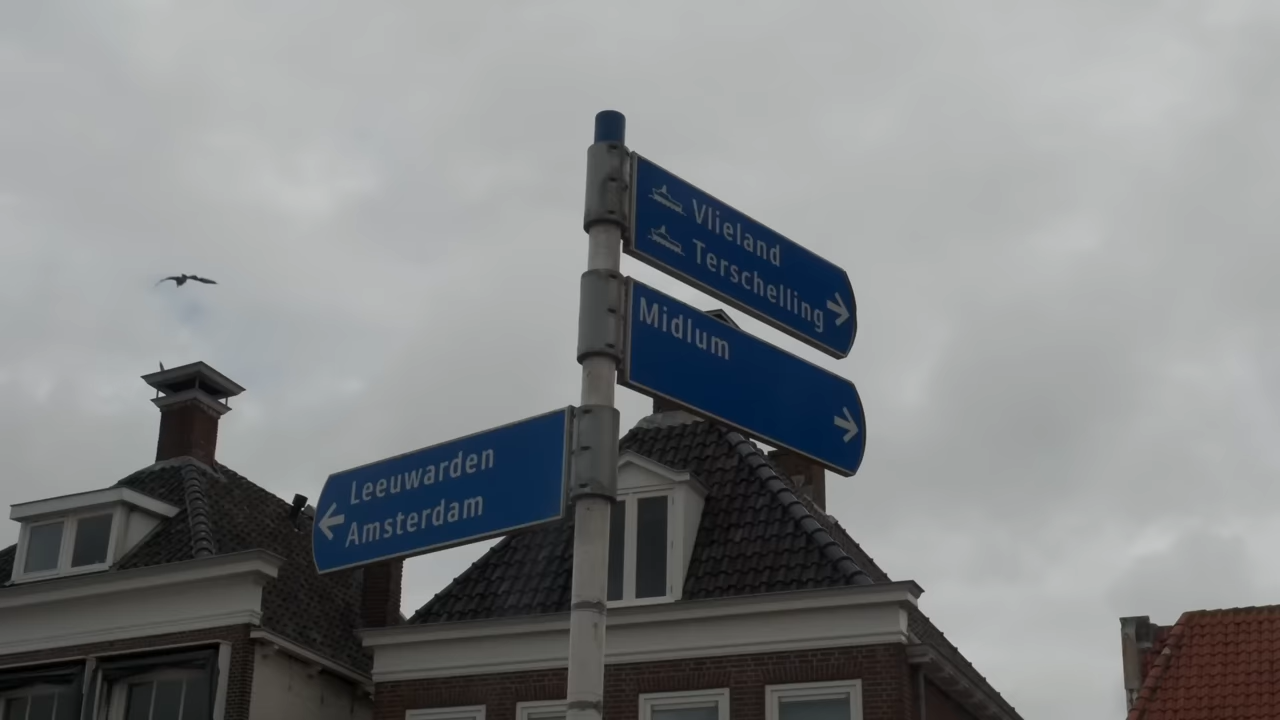 Vlieland
Terschelling
Midlum
Leeuwarden
Amsterdam